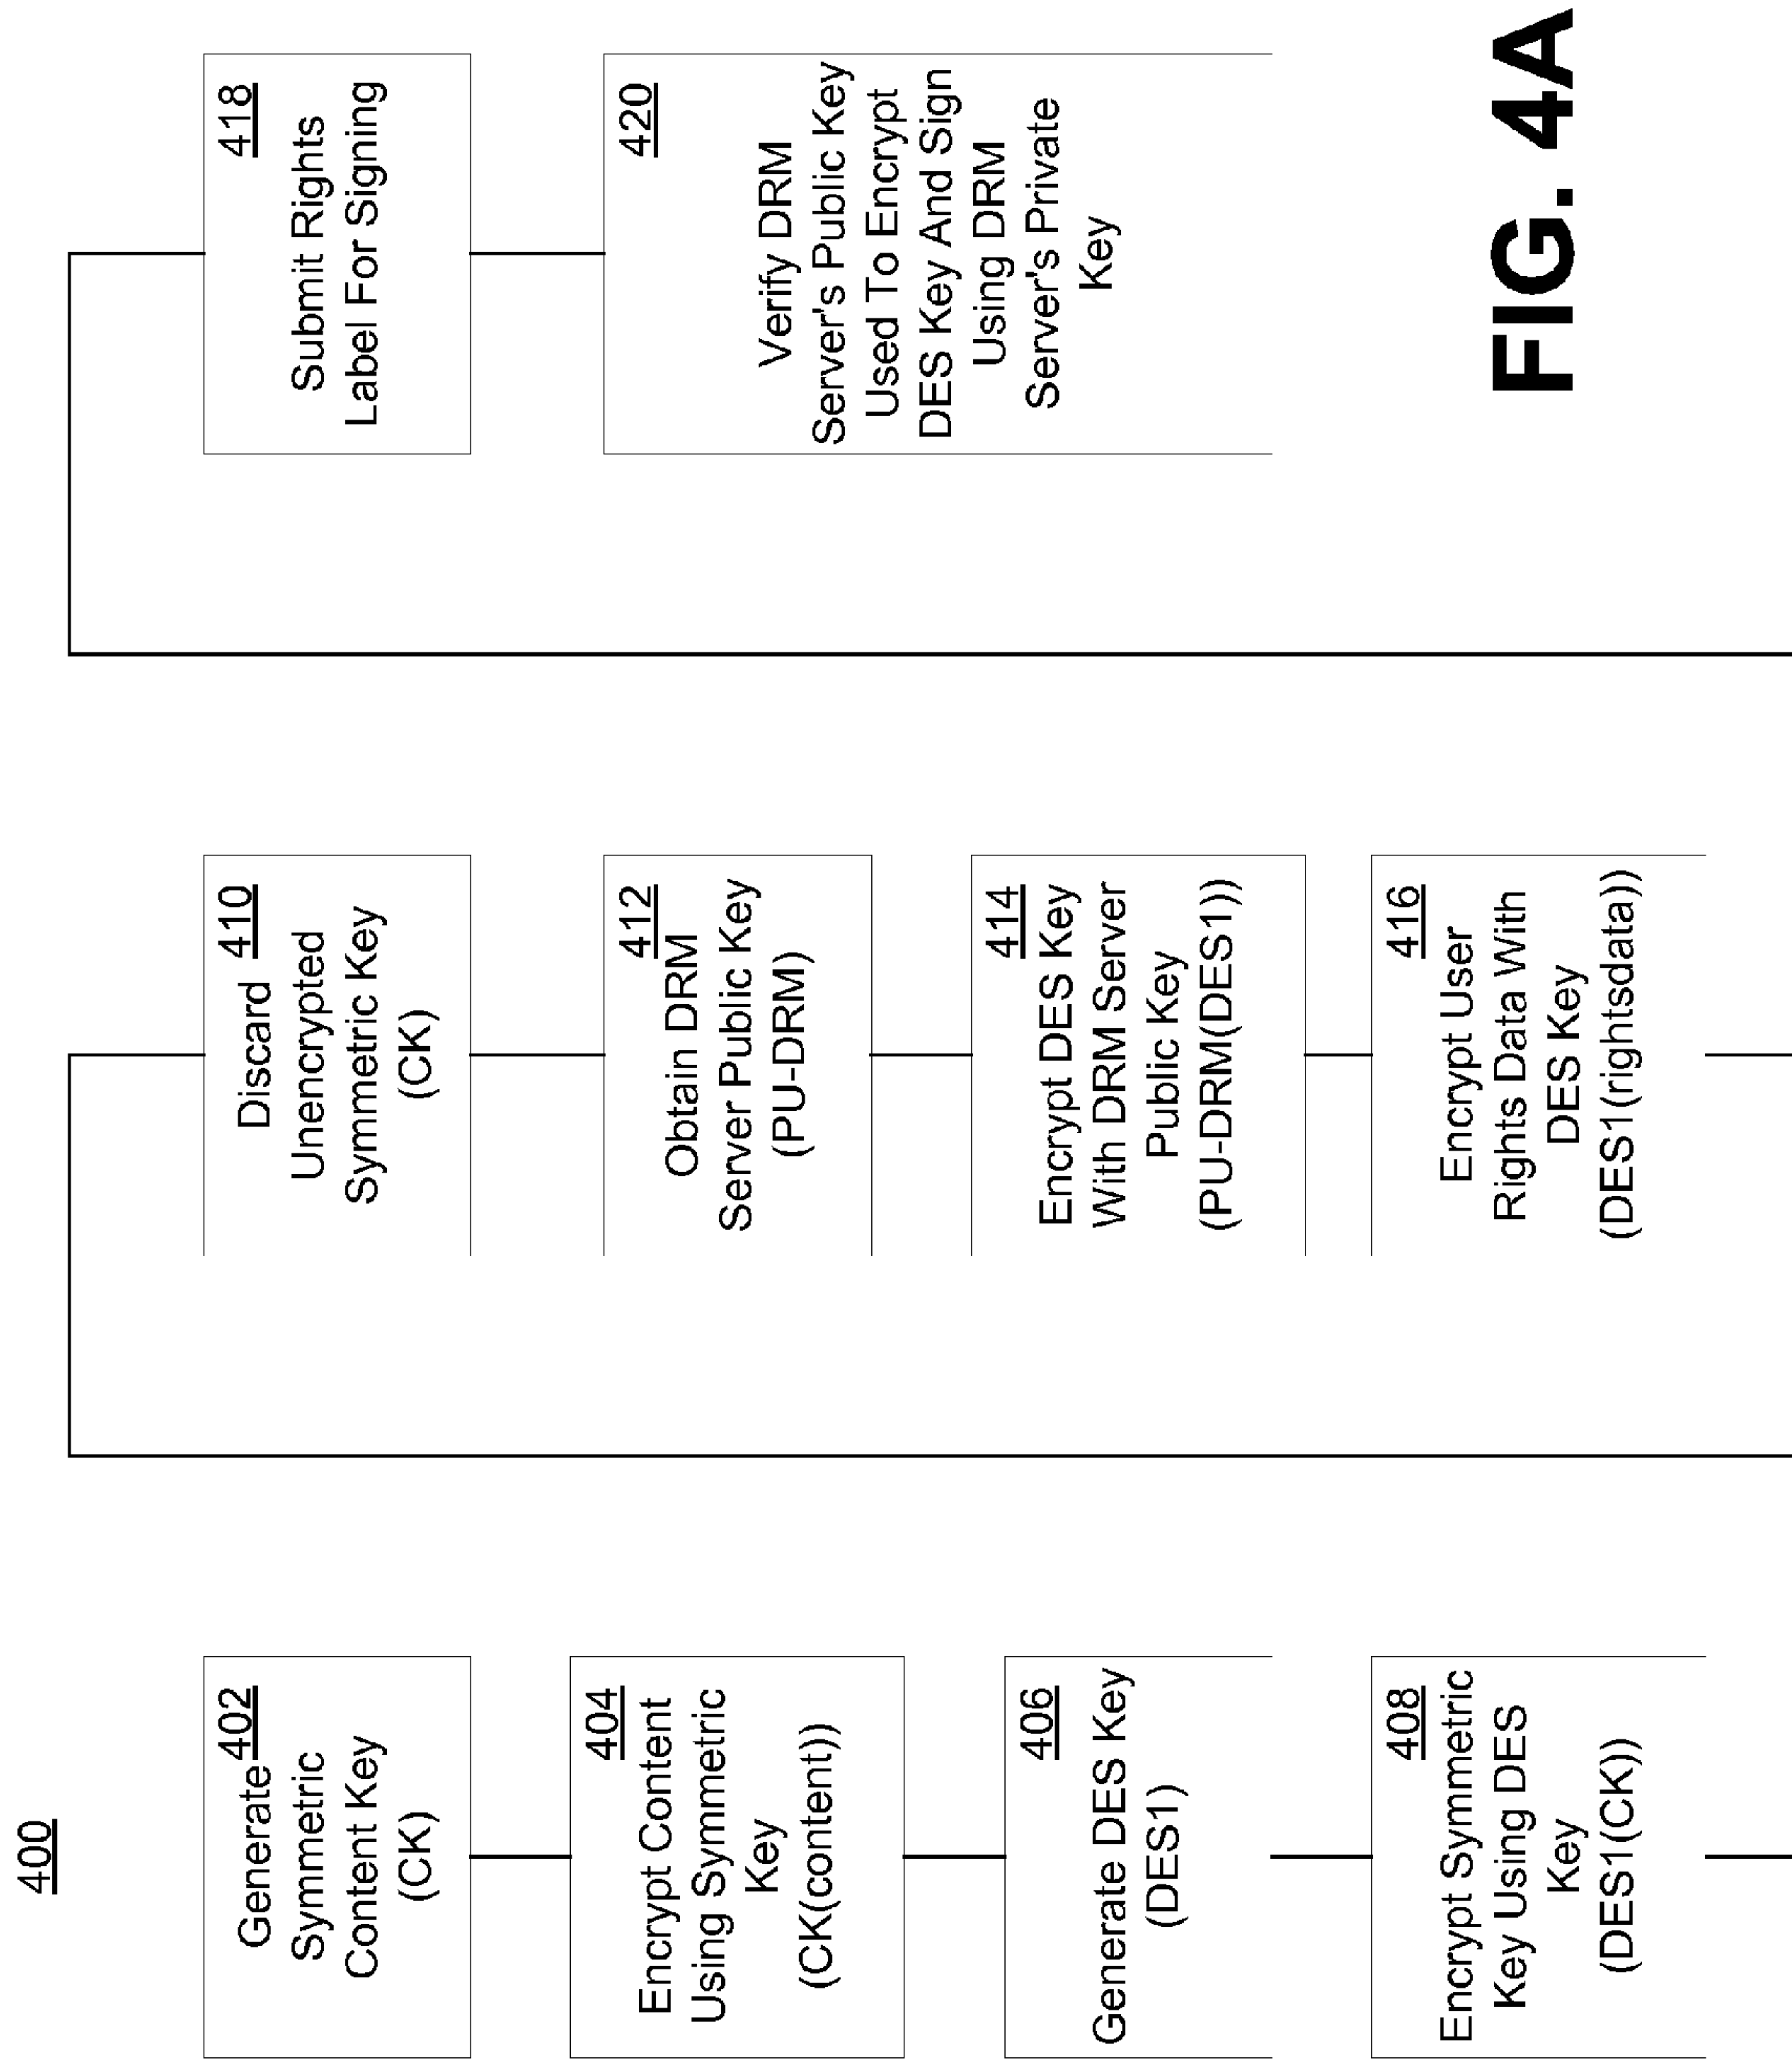 400
402
Generate
Symmetric
Content Key
(CK)
404
Encrypt Content
Using Symmetric
Key
(CK(content))
406
Generate DES Key
(DES1)
408
Encrypt Symmetric
Key Using DES
Key
(DES1(CK))
410
Discard
Unencrypted
Symmetric Key
(CK)
412
Obtain DRM
Server Public Key
(PU-DRM)
414
Encrypt DES Key
With DRM Server
Public Key
(PU-DRM(DES1))
416
Encrypt User
Rights Data With
DES Key
(DES1(rightsdata))
418
Submit Rights
Label For Signing
420
Verify DRM
Server's Public Key
Used To Encrypt
DES Key And Sign
Using DRM
Server's Private
Key
FIG. 4A